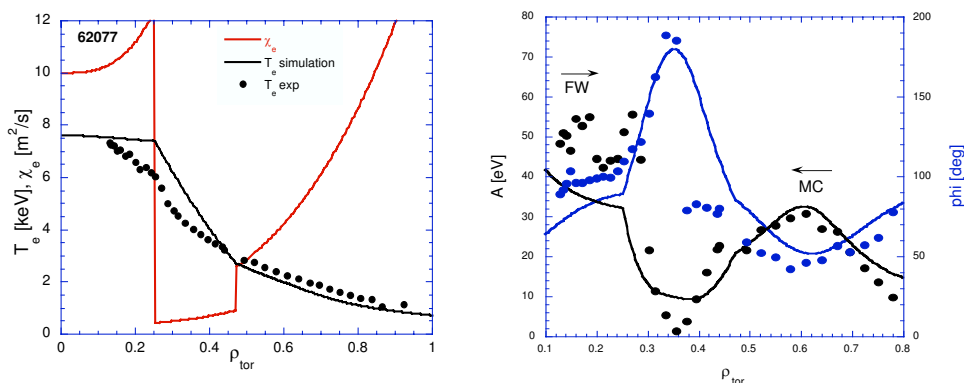 62077
χe
Te simulation
Te exp
Te [keV], χe [m²/s]
12
10
8
6
4
2
0
0 0.2 0.4 0.6 0.8 1
ρtor
FW
MC
A [eV]
80
70
60
50
40
30
20
10
0
0.1 0.2 0.3 0.4 0.5 0.6 0.7 0.8
ρtor
200
150
100
50
0
phi [deg]